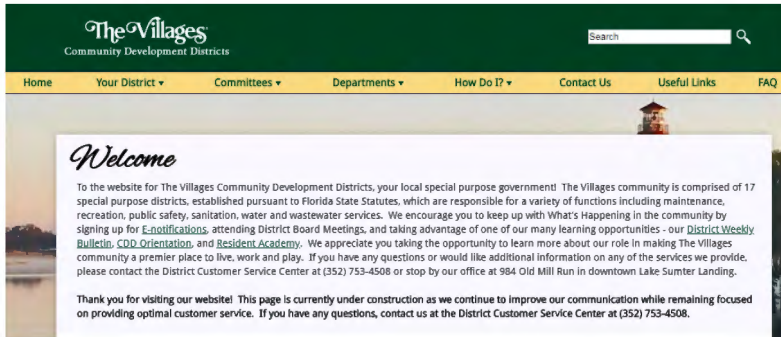 The Villages
Community Development Districts
Search
Home Your District Committees Departments How Do I? Contact Us Useful Links FAQ
Welcome
To the website for The Villages Community Development Districts, your local special purpose government! The Villages community is comprised of 17
special purpose districts, established pursuant to Florida State Statutes, which are responsible for a variety of functions including maintenance,
recreation, public safety, sanitation, water and wastewater services. We encourage you to keep up with What's Happening in the community by
signing up for E-notifications, attending District Board Meetings, and taking advantage of one of our many learning opportunities - our District Weekly
Bulletin, CDD Orientation, and Resident Academy. We appreciate you taking the opportunity to learn more about our role in making The Villages
community a premier place to live, work and play. If you have any questions or would like additional information on any of the services we provide,
please contact the District Customer Service Center at (352) 753-4508 or stop by our office at 984 Old Mill Run in downtown Lake Sumter Landing.
Thank you for visiting our website! This page is currently under construction as we continue to improve our communication while remaining focused
on providing optimal customer service. If you have any questions, contact us at the District Customer Service Center at (352) 753-4508.